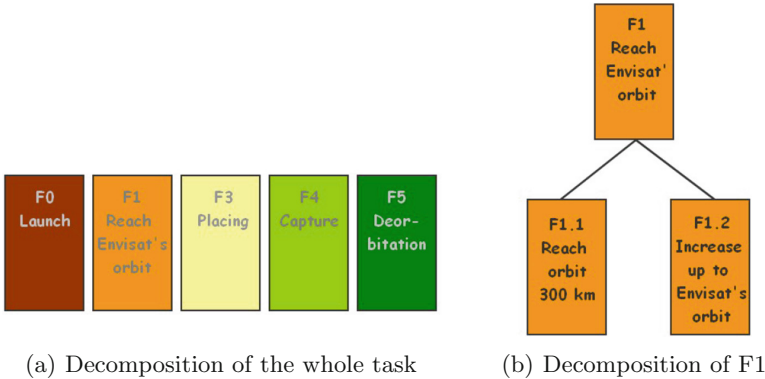 F0
Launch
F1
Reach
Envisat's
orbit
F3
Placing
F4
Capture
F5
Deor-
bitation
(a) Decomposition of the whole task
F1
Reach
Envisat'
orbit
F1.1
Reach
orbit
300 km
F1.2
Increase
up to
Envisat's
orbit
(b) Decomposition of F1